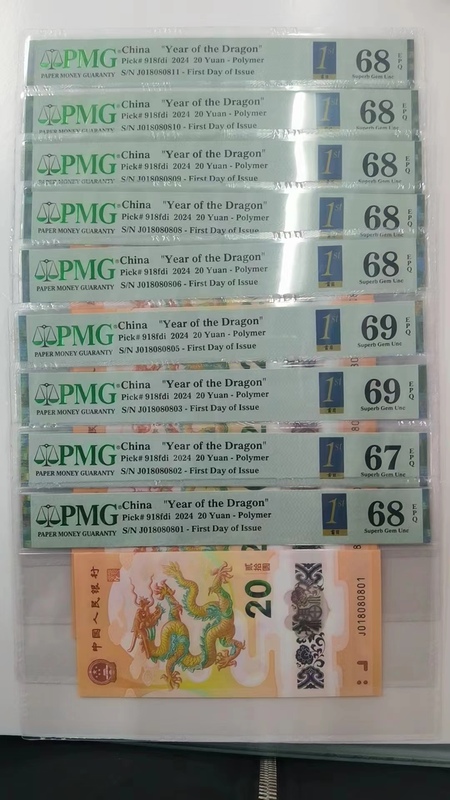 PMG China "Year of the Dragon"
Pick# 918fdi 2024 20 Yuan - Polymer
PAPER MONEY GUARANTY S/N J018080811 - First Day of Issue
1st
68 EPQ
Superb Gem Unc
PMG China "Year of the Dragon"
Pick# 918fdi 2024 20 Yuan - Polymer
PAPER MONEY GUARANTY S/N J018080810 - First Day of Issue
1st
68 EPQ
Superb Gem Unc
PMG China "Year of the Dragon"
Pick# 918fdi 2024 20 Yuan - Polymer
PAPER MONEY GUARANTY S/N J018080809 - First Day of Issue
1st
68 EPQ
Superb Gem Unc
PMG China "Year of the Dragon"
Pick# 918fdi 2024 20 Yuan - Polymer
PAPER MONEY GUARANTY S/N J018080808 - First Day of Issue
1st
68 EPQ
Superb Gem Unc
PMG China "Year of the Dragon"
Pick# 918fdi 2024 20 Yuan - Polymer
PAPER MONEY GUARANTY S/N J018080806 - First Day of Issue
1st
68 EPQ
Superb Gem Unc
PMG China "Year of the Dragon"
Pick# 918fdi 2024 20 Yuan - Polymer
PAPER MONEY GUARANTY S/N J018080805 - First Day of Issue
1st
69 EPQ
Superb Gem Unc
PMG China "Year of the Dragon"
Pick# 918fdi 2024 20 Yuan - Polymer
PAPER MONEY GUARANTY S/N J018080803 - First Day of Issue
1st
69 EPQ
Superb Gem Unc
PMG China "Year of the Dragon"
Pick# 918fdi 2024 20 Yuan - Polymer
PAPER MONEY GUARANTY S/N J018080802 - First Day of Issue
1st
67 EPQ
Superb Gem Unc
PMG China "Year of the Dragon"
Pick# 918fdi 2024 20 Yuan - Polymer
PAPER MONEY GUARANTY S/N J018080801 - First Day of Issue
1st
68 EPQ
Superb Gem Unc
中国人民银行
20
贰拾圆
J018080801